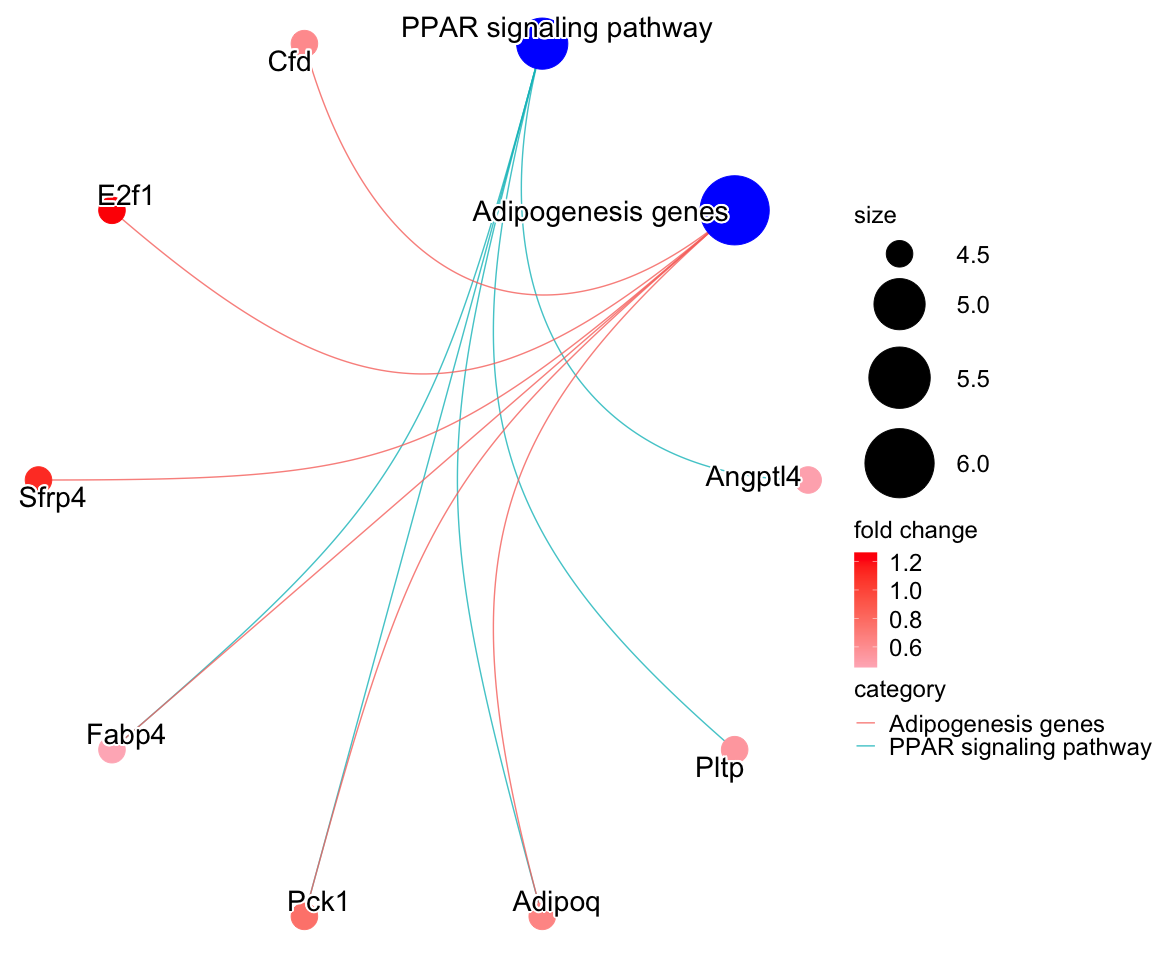 PPAR signaling pathway
Cfd
E2f1
Adipogenesis genes
size
4.5
5.0
5.5
6.0
Angptl4
Sfrp4
fold change
1.2
1.0
0.8
0.6
category
Adipogenesis genes
PPAR signaling pathway
Fabp4
Pltp
Pck1
Adipoq